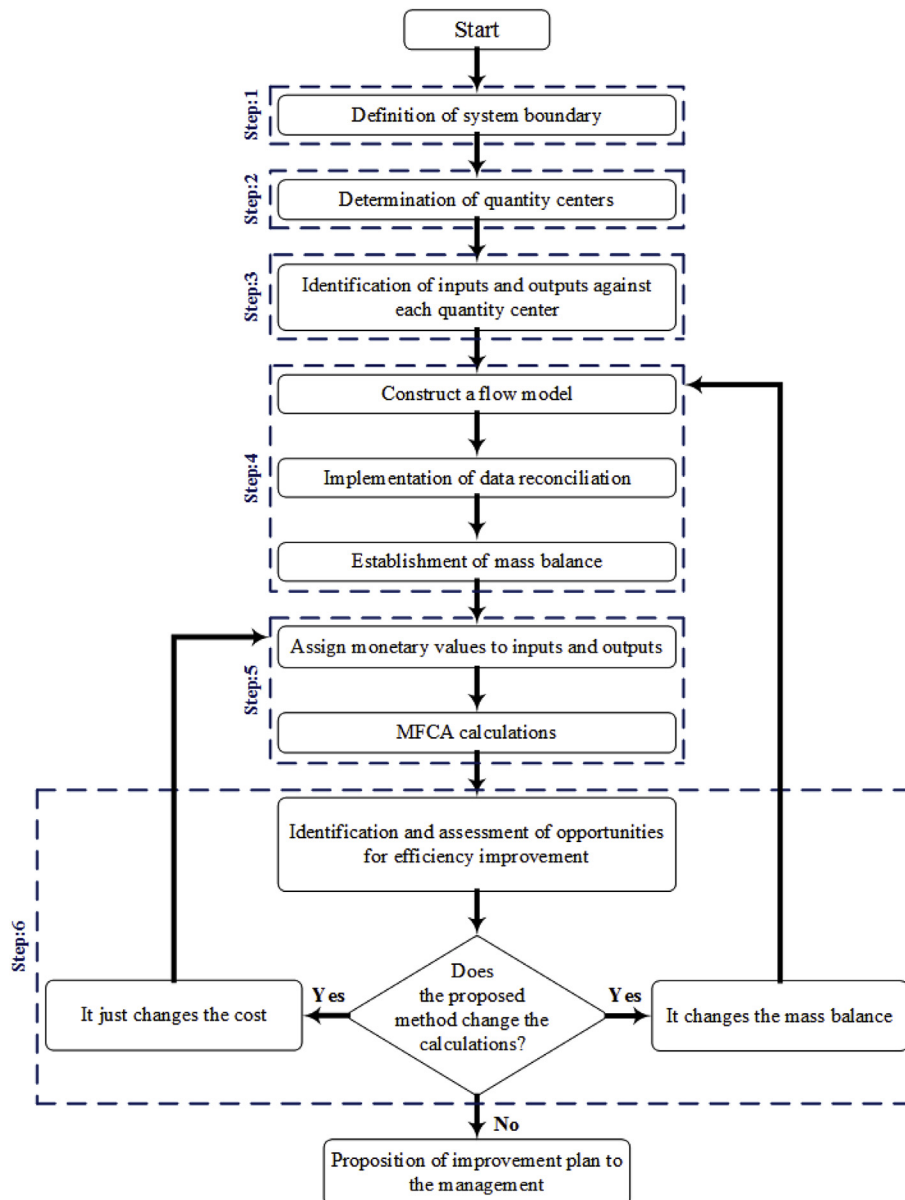 Start
Step:1
Definition of system boundary
Step:2
Determination of quantity centers
Step:3
Identification of inputs and outputs against
each quantity center
Step:4
Construct a flow model
Implementation of data reconciliation
Establishment of mass balance
Step:5
Assign monetary values to inputs and outputs
MFCA calculations
Step:6
Identification and assessment of opportunities
for efficiency improvement
Does
the proposed
method change the
calculations?
Yes
It just changes the cost
Yes
It changes the mass balance
No
Proposition of improvement plan to
the management